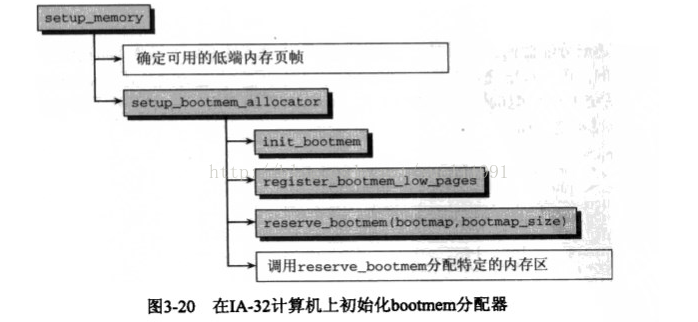 setup_memory
确定可用的低端内存页帧
setup_bootmem_allocator
init_bootmem
register_bootmem_low_pages
reserve_bootmem(bootmap,bootmap_size)
调用reserve_bootmem分配特定的内存区
图3-20 在IA-32计算机上初始化bootmem分配器